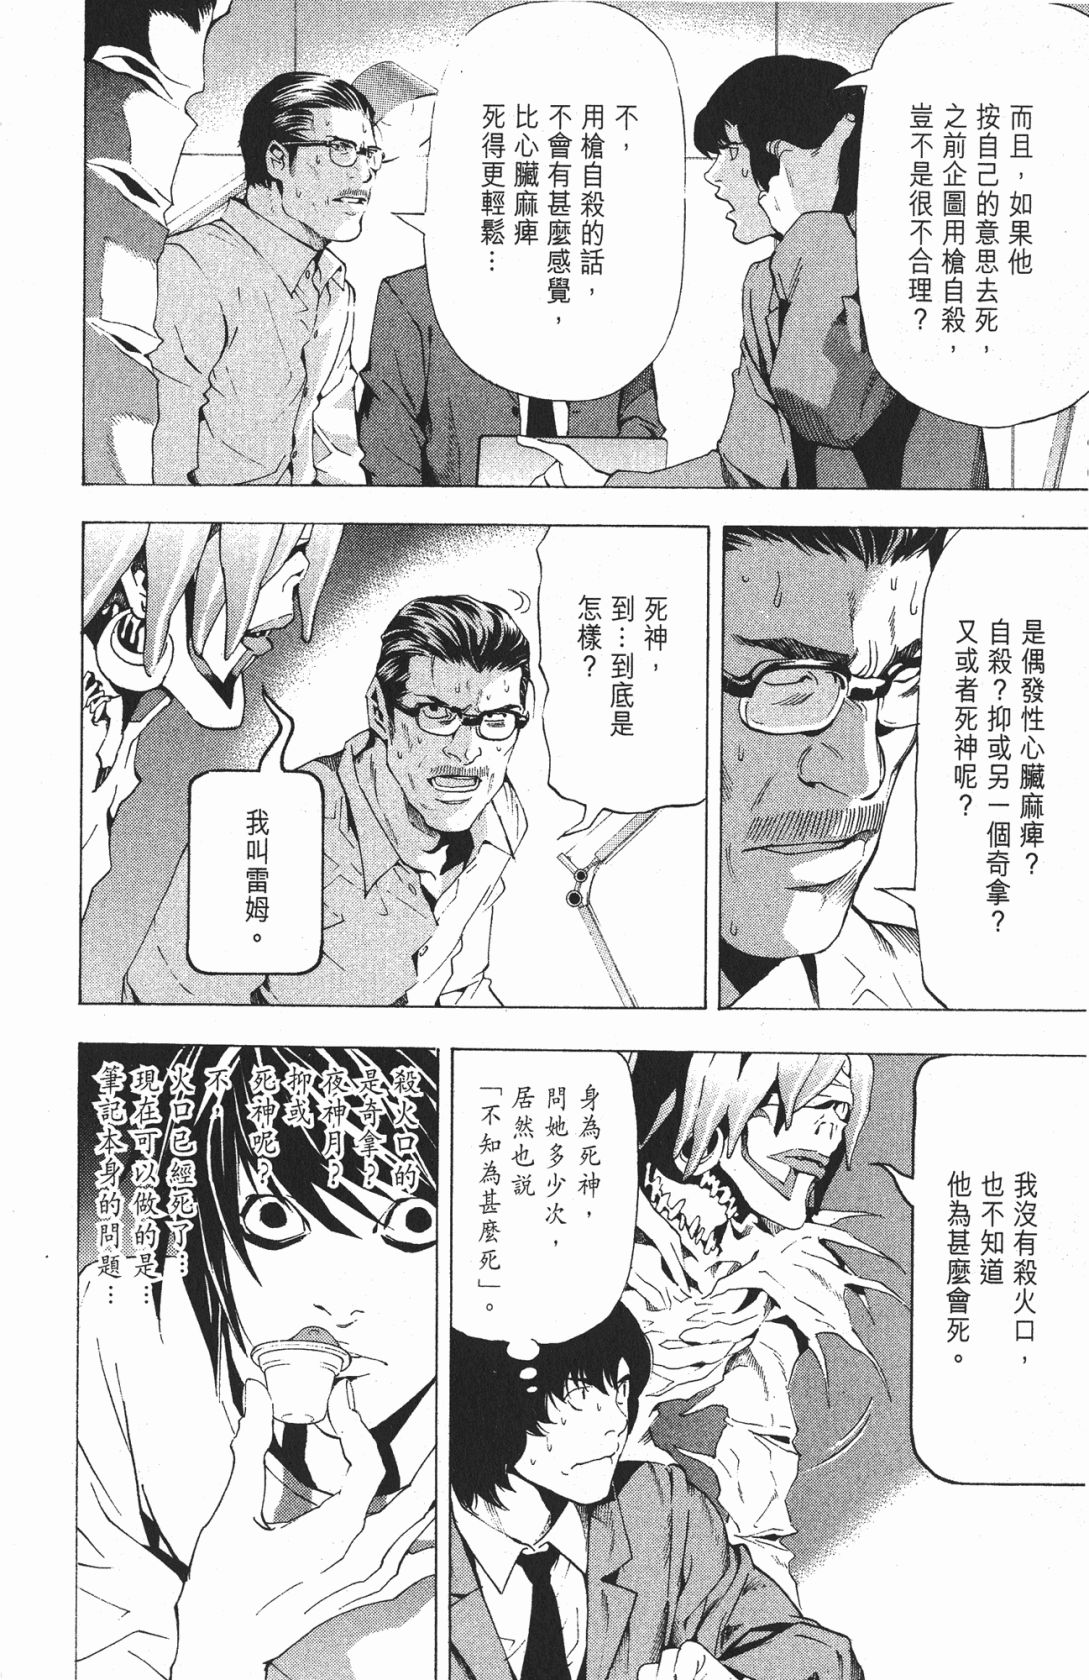 而且，如果他
按自己的意思去死，
之前企圖用槍自殺，
豈不是很不合理？
不，
用槍自殺的話，
不會有甚麼感覺，
比心臟麻痺
死得更輕鬆…
是偶發性心臟麻痺？
自殺？抑或另一個奇拿？
又或者死神呢？
死神，
到…到底是
怎樣？
我叫雷姆。
我沒有殺火口，
也不知道
他為甚麼會死。
身為死神，
問她多少次，
居然也說
「不知為甚麼死」。
殺火口的
是奇拿？
夜神月？
抑或
死神呢？
不，
火口已經死了…
現在可以做的是…
筆記本身的問題…